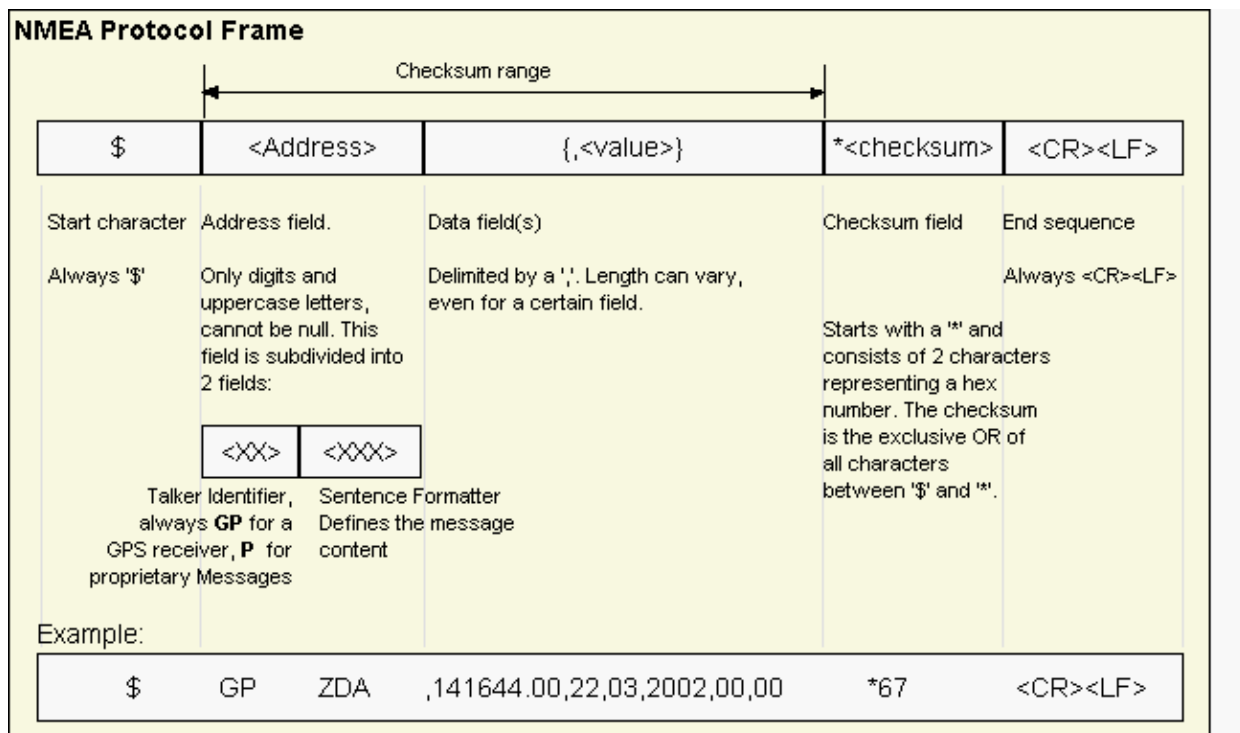 NMEA Protocol Frame
Checksum range
$ <Address> {,<value>} *<checksum> <CR><LF>
Start character
Always '$'
Address field.
Only digits and
uppercase letters,
cannot be null. This
field is subdivided into
2 fields:
<XX> <XXX>
Talker Identifier,
always GP for a
GPS receiver, P for
proprietary Messages
Sentence Formatter
Defines the message
content
Data field(s)
Delimited by a ','. Length can vary,
even for a certain field.
Checksum field
Starts with a '*' and
consists of 2 characters
representing a hex
number. The checksum
is the exclusive OR of
all characters
between '$' and '*'.
End sequence
Always <CR><LF>
Example:
$ GP ZDA ,141644.00,22,03,2002,00,00 *67 <CR><LF>